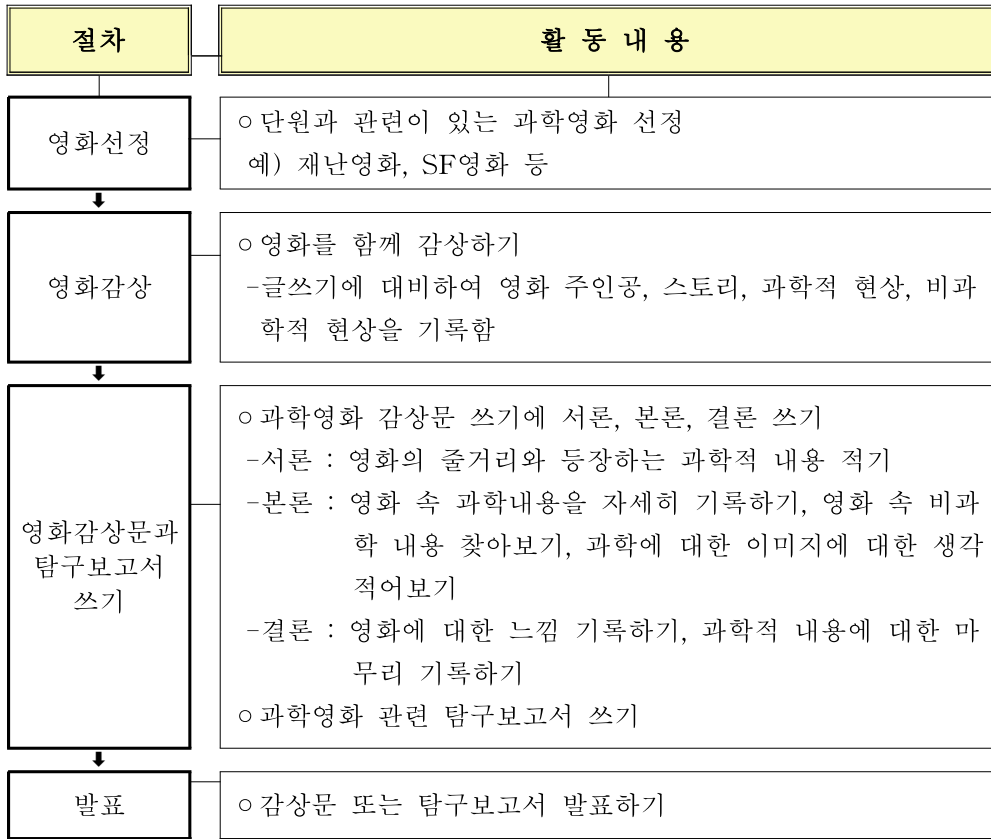 절차
활 동 내 용
영화선정
○단원과 관련이 있는 과학영화 선정
예) 재난영화, SF영화 등
영화감상
○영화를 함께 감상하기
-글쓰기에 대비하여 영화 주인공, 스토리, 과학적 현상, 비과
학적 현상을 기록함
영화감상문과
탐구보고서
쓰기
○과학영화 감상문 쓰기에 서론, 본론, 결론 쓰기
-서론 : 영화의 줄거리와 등장하는 과학적 내용 적기
-본론 : 영화 속 과학내용을 자세히 기록하기, 영화 속 비과
학 내용 찾아보기, 과학에 대한 이미지에 대한 생각
적어보기
-결론 : 영화에 대한 느낌 기록하기, 과학적 내용에 대한 마
무리 기록하기
○과학영화 관련 탐구보고서 쓰기
발표
○감상문 또는 탐구보고서 발표하기